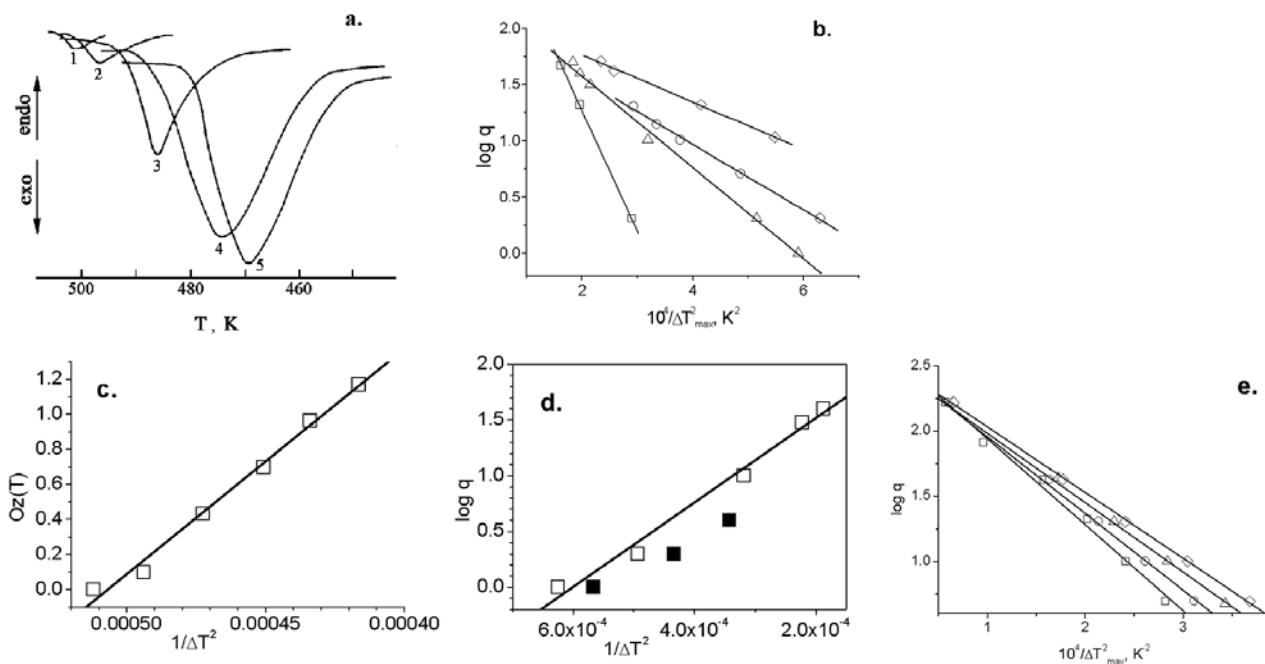 a.
1
2
3
4
5
endo
exo
500
480
460
T, K
b.
2.0
1.5
1.0
0.5
0.0
log q
2
4
6
10⁴/ΔT²max, K²
c.
1.2
1.0
0.8
0.6
0.4
0.2
0.0
Oz(T)
0.00050
0.00045
0.00040
1/ΔT²
d.
2.0
1.5
1.0
0.5
0.0
log q
6.0x10⁻⁴
4.0x10⁻⁴
2.0x10⁻⁴
1/ΔT²
e.
2.5
2.0
1.5
1.0
log q
1
2
3
10⁴/ΔT²max, K²